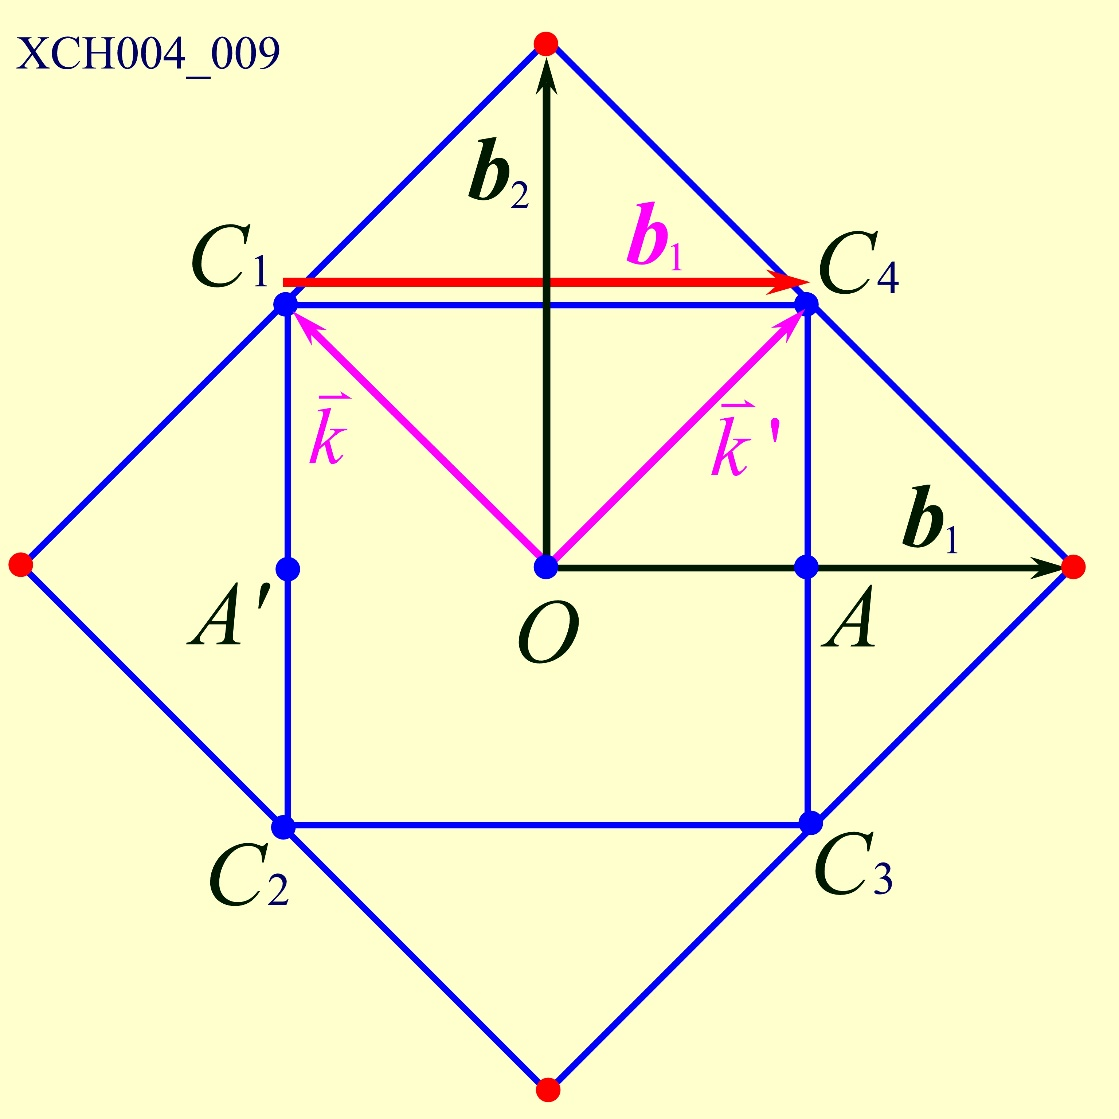 XCH004_009
b₂
b₁
C₁
C₄
k⃗
k⃗'
b₁
A'
O
A
C₂
C₃